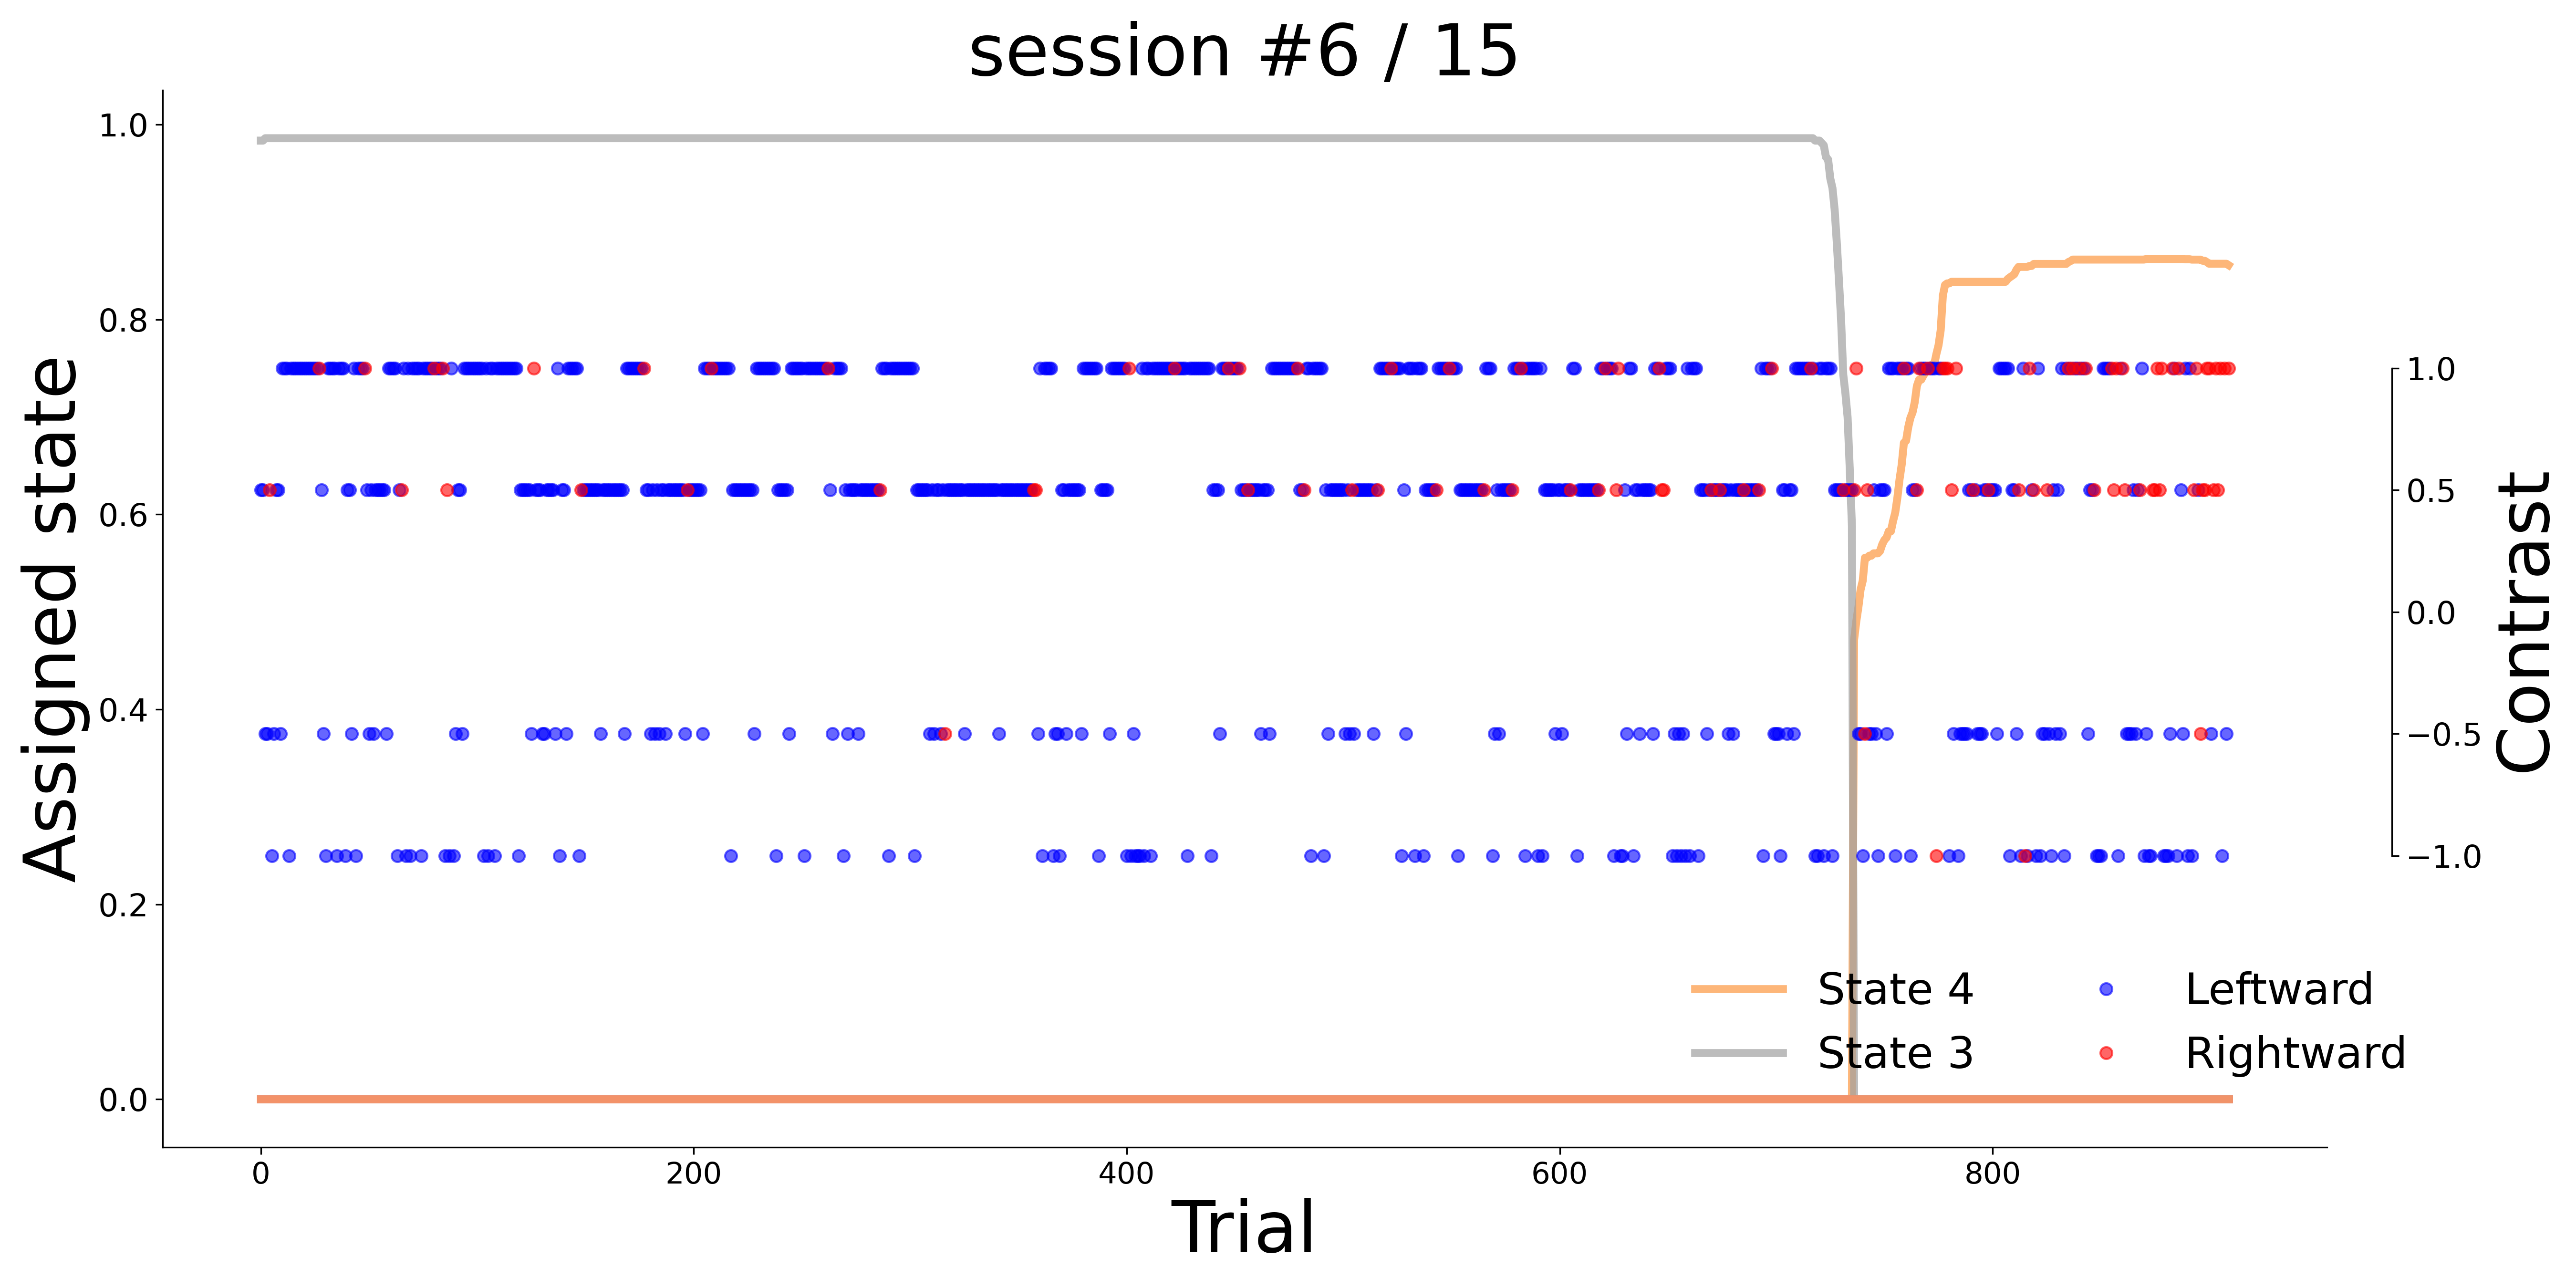 session #6 / 15
Assigned state
1.0
0.8
0.6
0.4
0.2
0.0
1.0
0.5
0.0
−0.5
−1.0
Contrast
State 4
State 3
Leftward
Rightward
0 200 400 600 800
Trial